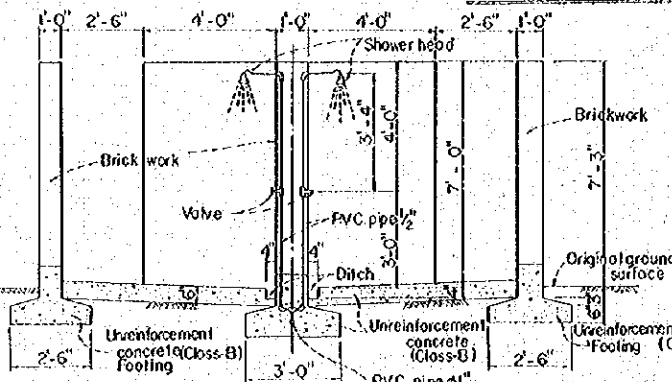 1'-0" 2'-6" 4'-0" 1'-0" 4'-0" 2'-6" 1'-0"
Shower head
Brick work
Brickwork
3'-4"
4'-0"
7'-0"
7'-3"
Valve
PVC. pipe ½"
3'-0"
4" 4"
Ditch
Original ground
surface
6"
Unreinforcement
concrete (Class-B)
Footing
Unreinforcement
concrete
(Class-B)
Footing
2'-6" 3'-0" 2'-6"
PVC. pipe